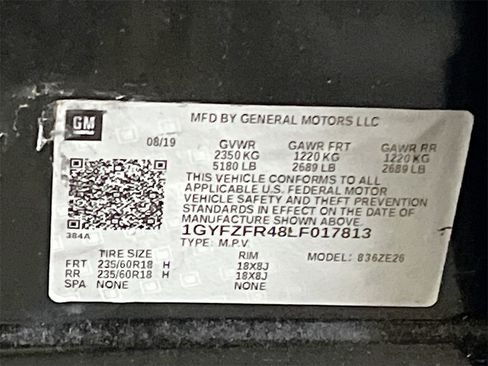 GM
MFD BY GENERAL MOTORS LLC
08/19 GVWR GAWR FRT GAWR RR
2350 KG 1220 KG 1220 KG
5180 LB 2689 LB 2689 LB
THIS VEHICLE CONFORMS TO ALL
APPLICABLE U.S. FEDERAL MOTOR
VEHICLE SAFETY AND THEFT PREVENTION
STANDARDS IN EFFECT ON THE DATE OF
MANUFACTURE SHOWN ABOVE.
384A 1GYFZFR48LF017813
TYPE: M.P.V.
TIRE SIZE RIM MODEL: 836ZE26
FRT 235/60R18 H 18X8J
RR 235/60R18 H 18X8J
SPA NONE NONE